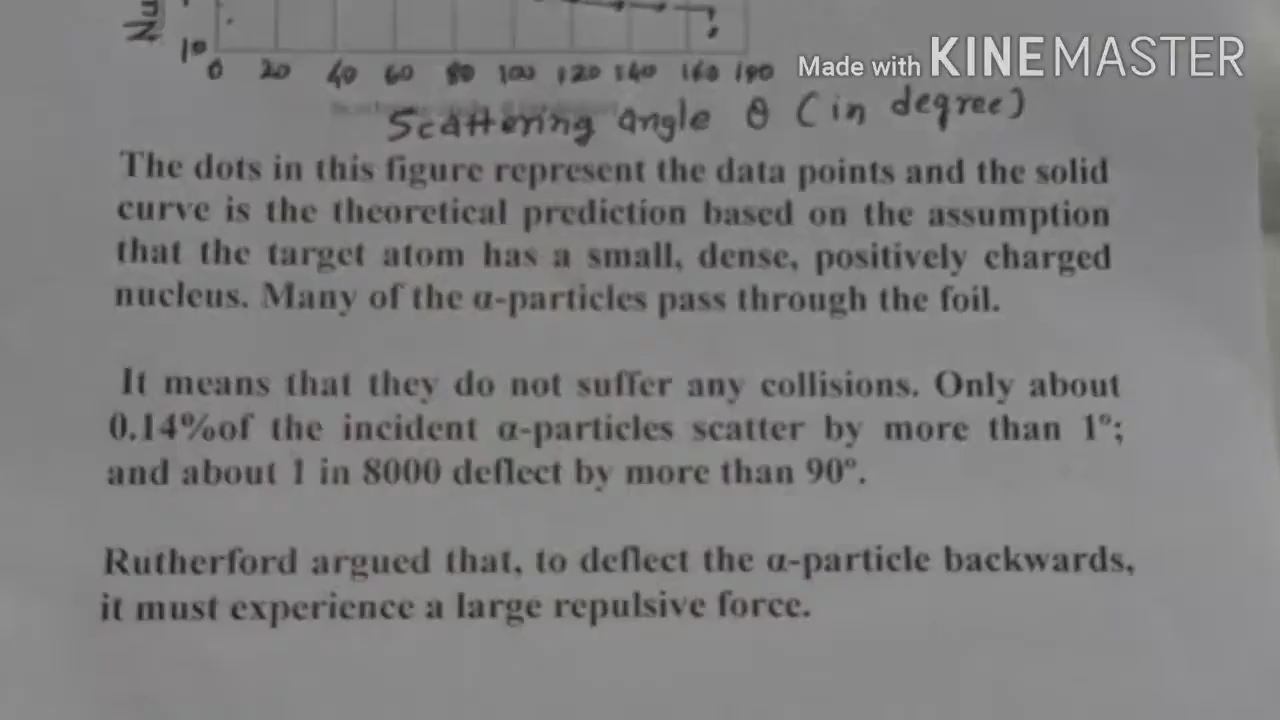 Nu
10
0 20 40 60 80 100 120 140 160 180
Made with KINEMASTER
Scattering angle θ (in degree)
The dots in this figure represent the data points and the solid
curve is the theoretical prediction based on the assumption
that the target atom has a small, dense, positively charged
nucleus. Many of the α-particles pass through the foil.
It means that they do not suffer any collisions. Only about
0.14%of the incident α-particles scatter by more than 1º;
and about 1 in 8000 deflect by more than 90º.
Rutherford argued that, to deflect the α-particle backwards,
it must experience a large repulsive force.